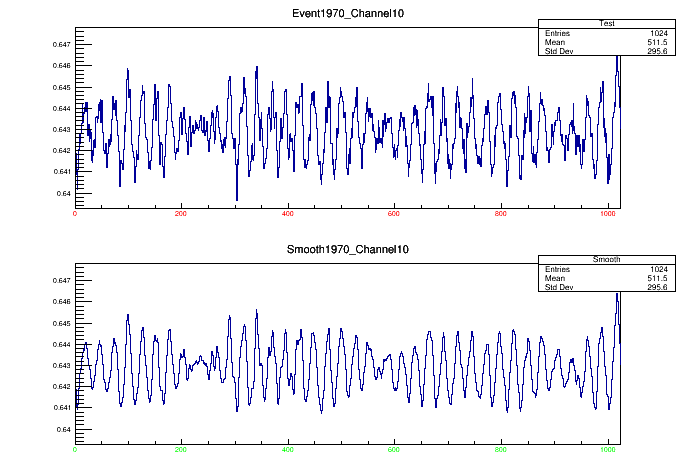 Event1970_Channel10
Test
Entries 1024
Mean 511.5
Std Dev 295.6
0.647
0.646
0.645
0.644
0.643
0.642
0.641
0.64
0 200 400 600 800 1000
Smooth1970_Channel10
Smooth
Entries 1024
Mean 511.5
Std Dev 295.6
0.647
0.646
0.645
0.644
0.643
0.642
0.641
0.64
0 200 400 600 800 1000